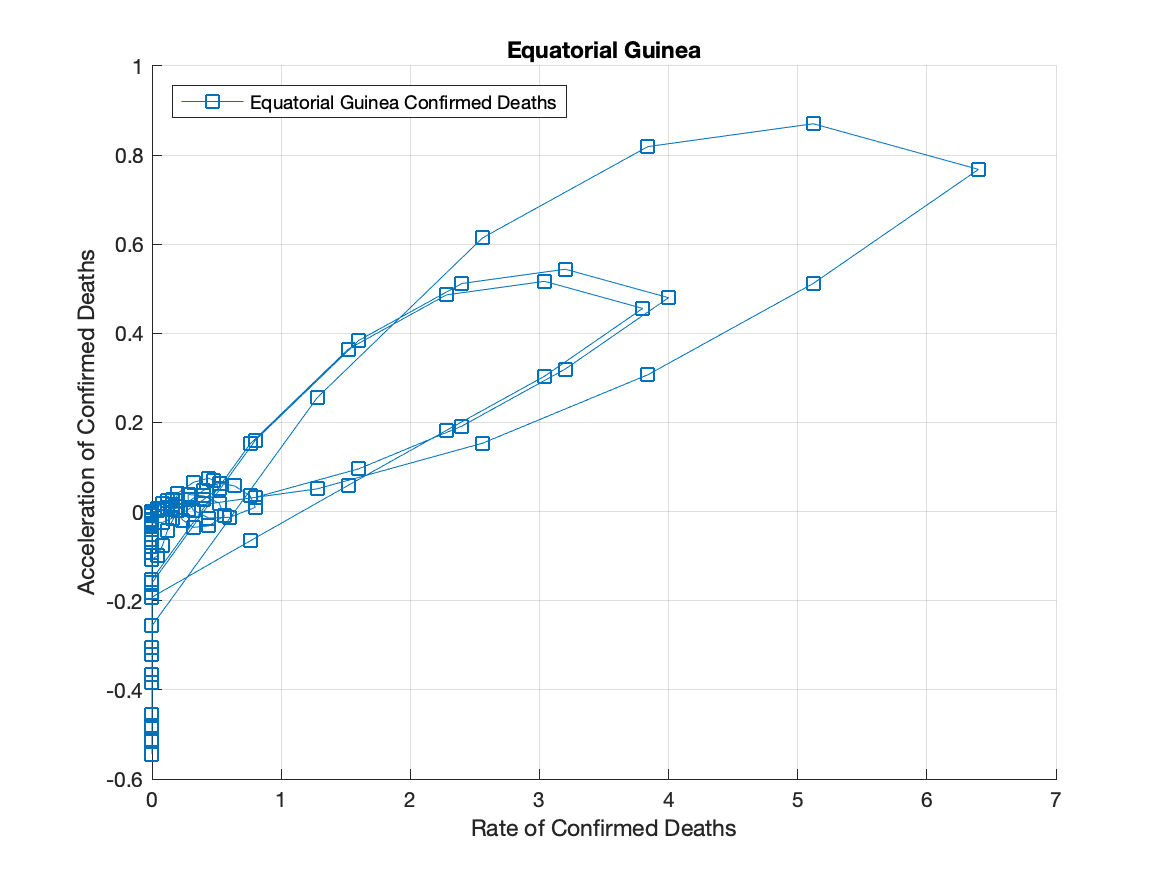 Equatorial Guinea
Equatorial Guinea Confirmed Deaths
Acceleration of Confirmed Deaths
1
0.8
0.6
0.4
0.2
0
-0.2
-0.4
-0.6
0 1 2 3 4 5 6 7
Rate of Confirmed Deaths